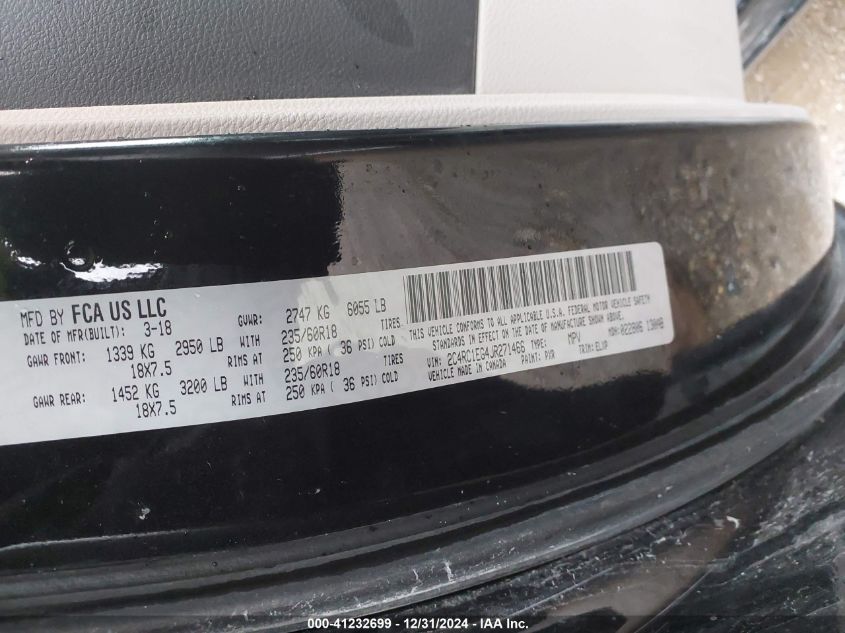 MFD BY FCA US LLC
DATE OF MFR(BUILT): 3-18
GVWR: 2747 KG 6055 LB
GAWR FRONT: 1339 KG 2950 LB WITH 235/60R18 TIRES
18X7.5 RIMS AT 250 KPA ( 36 PSI) COLD
GAWR REAR: 1452 KG 3200 LB WITH 235/60R18 TIRES
18X7.5 RIMS AT 250 KPA ( 36 PSI) COLD
THIS VEHICLE CONFORMS TO ALL APPLICABLE U.S.A. FEDERAL MOTOR VEHICLE SAFETY
STANDARDS IN EFFECT ON THE DATE OF MANUFACTURE SHOWN ABOVE.
VIN: 2C4RC1EG4JR271466 TYPE: MPV MDH: 022806 130AB
VEHICLE MADE IN CANADA PAINT: PXR TRIM: ELXP
000-41232699 - 12/31/2024 - IAA Inc.